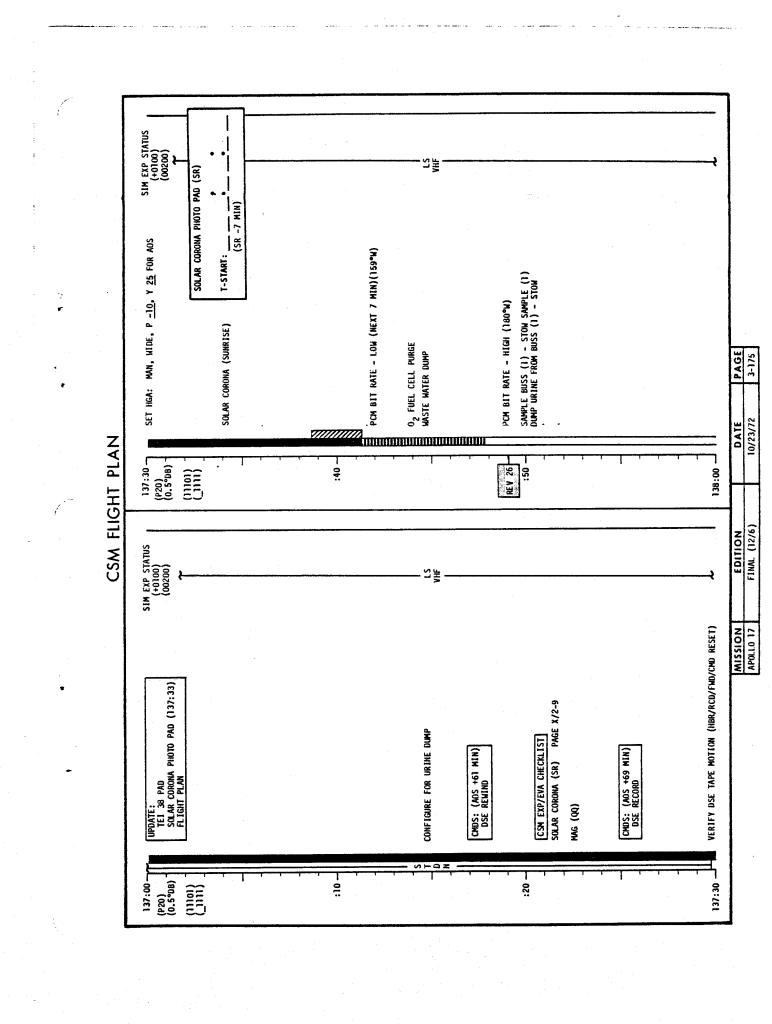 CSM FLIGHT PLAN
UPDATE:
TEI 38 PAD
SOLAR CORONA PHOTO PAD (137:33)
FLIGHT PLAN
SIM EXP STATUS
(+0100)
(00200)
137:00
(P20)
(0.5°DB)
(11101)
(_1111)
S
T
D
N
:10
LS
VHF
CONFIGURE FOR URINE DUMP
CMDS: (AOS +61 MIN)
DSE REWIND
:20
CSM EXP/EVA CHECKLIST
SOLAR CORONA (SR) PAGE X/2-9
MAG (QQ)
CMDS: (AOS +69 MIN)
DSE RECORD
137:30
VERIFY DSE TAPE MOTION (HBR/RCD/FWD/CMD RESET)
137:30
(P20)
(0.5°DB)
(11101)
(_1111)
SET HGA: MAN, WIDE, P -10, Y 25 FOR AOS
SIM EXP STATUS
(+0100)
(00200)
SOLAR CORONA PHOTO PAD (SR)
T-START: ___:__:__
(SR -7 MIN)
SOLAR CORONA (SUNRISE)
:40
PCM BIT RATE - LOW (NEXT 7 MIN)(159°W)
O2 FUEL CELL PURGE
WASTE WATER DUMP
LS
VHF
REV 26
:50
PCM BIT RATE - HIGH (180°W)
SAMPLE BUSS (1) - STOW SAMPLE (1)
DUMP URINE FROM BUSS (1) - STOW
138:00
MISSION EDITION DATE PAGE
APOLLO 17 FINAL (12/6) 10/23/72 3-175